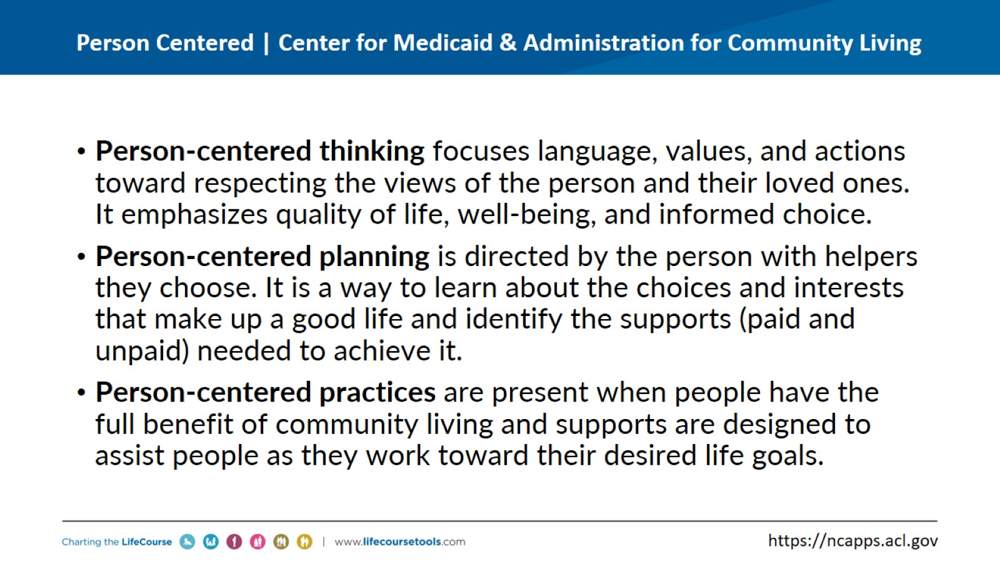 Person Centered | Center for Medicaid & Administration for Community Living
• Person-centered thinking focuses language, values, and actions
toward respecting the views of the person and their loved ones.
It emphasizes quality of life, well-being, and informed choice.
• Person-centered planning is directed by the person with helpers
they choose. It is a way to learn about the choices and interests
that make up a good life and identify the supports (paid and
unpaid) needed to achieve it.
• Person-centered practices are present when people have the
full benefit of community living and supports are designed to
assist people as they work toward their desired life goals.
Charting the LifeCourse | www.lifecoursetools.com
https://ncapps.acl.gov